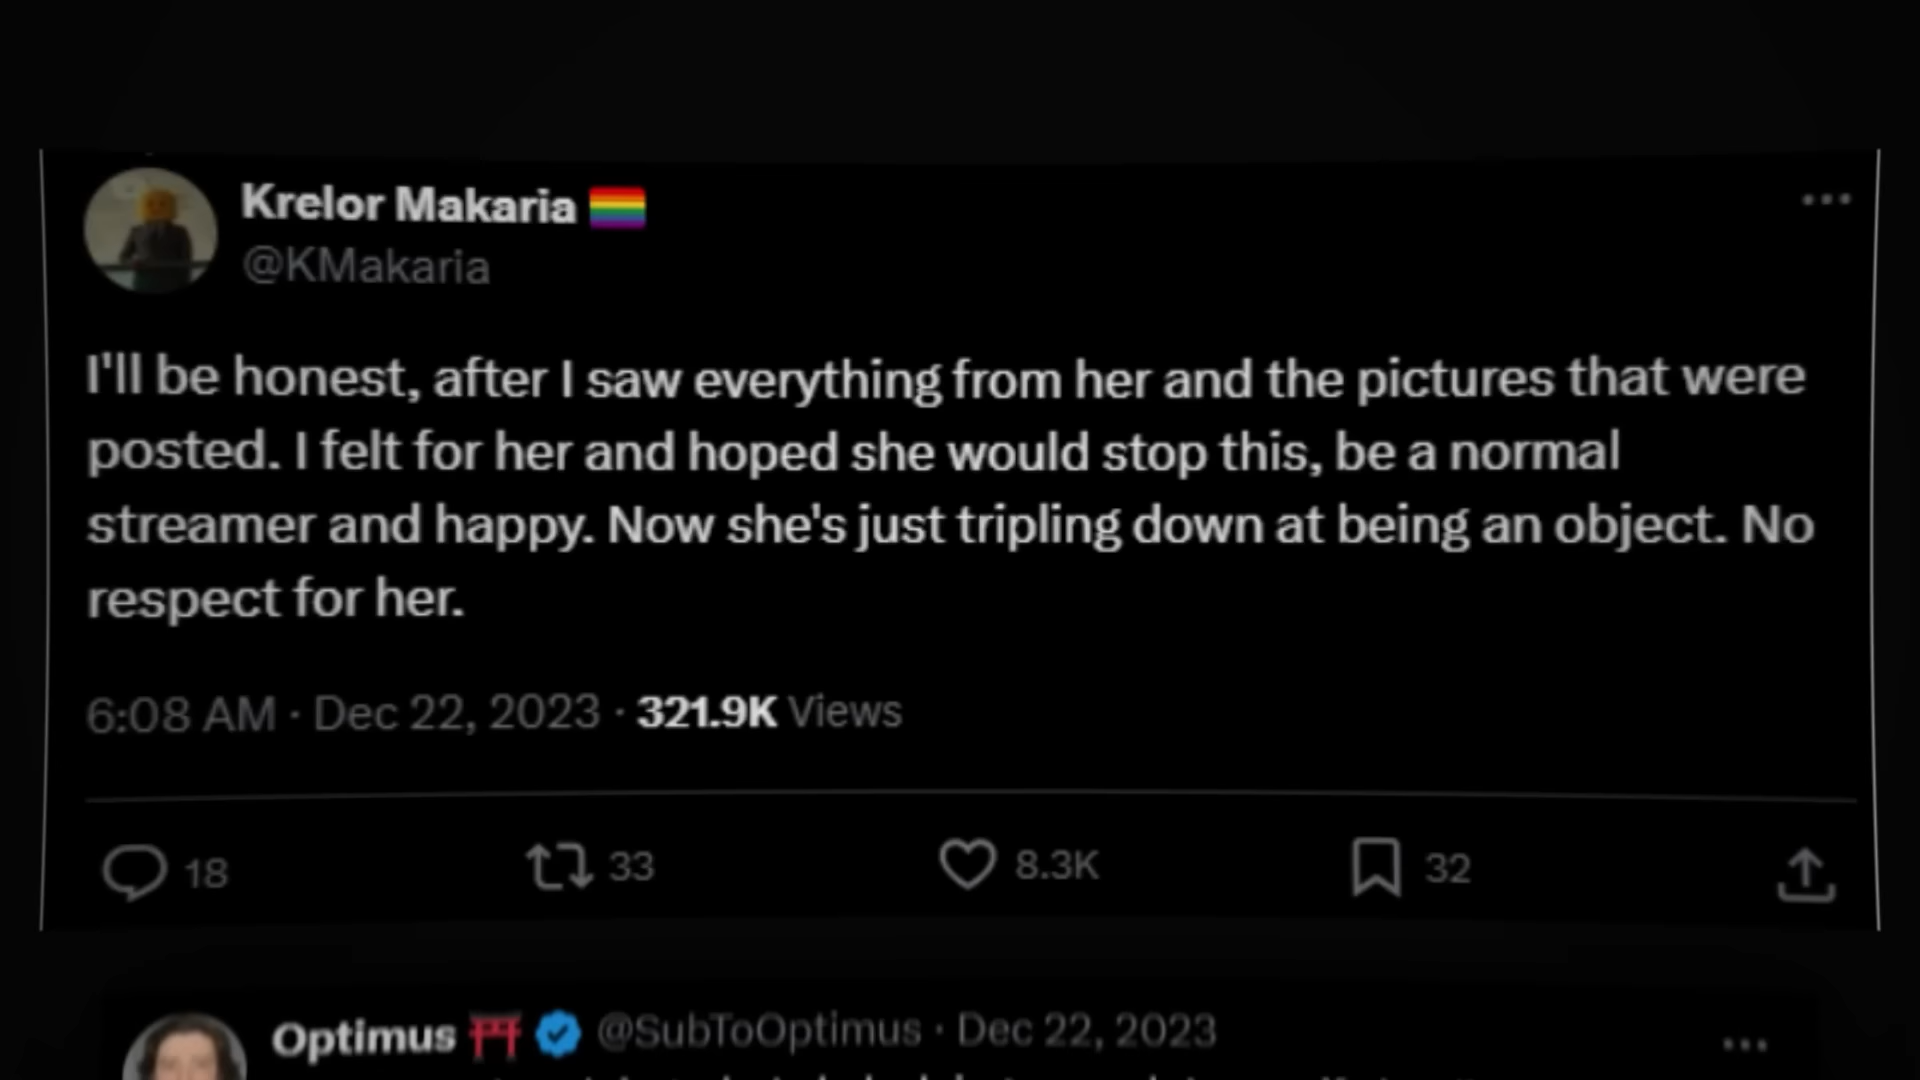 Krelor Makaria 🏳️‍🌈
@KMakaria
I'll be honest, after I saw everything from her and the pictures that were
posted. I felt for her and hoped she would stop this, be a normal
streamer and happy. Now she's just tripling down at being an object. No
respect for her.
6:08 AM · Dec 22, 2023 · 321.9K Views
18 33 8.3K 32
Optimus ⛩️ @SubToOptimus · Dec 22, 2023